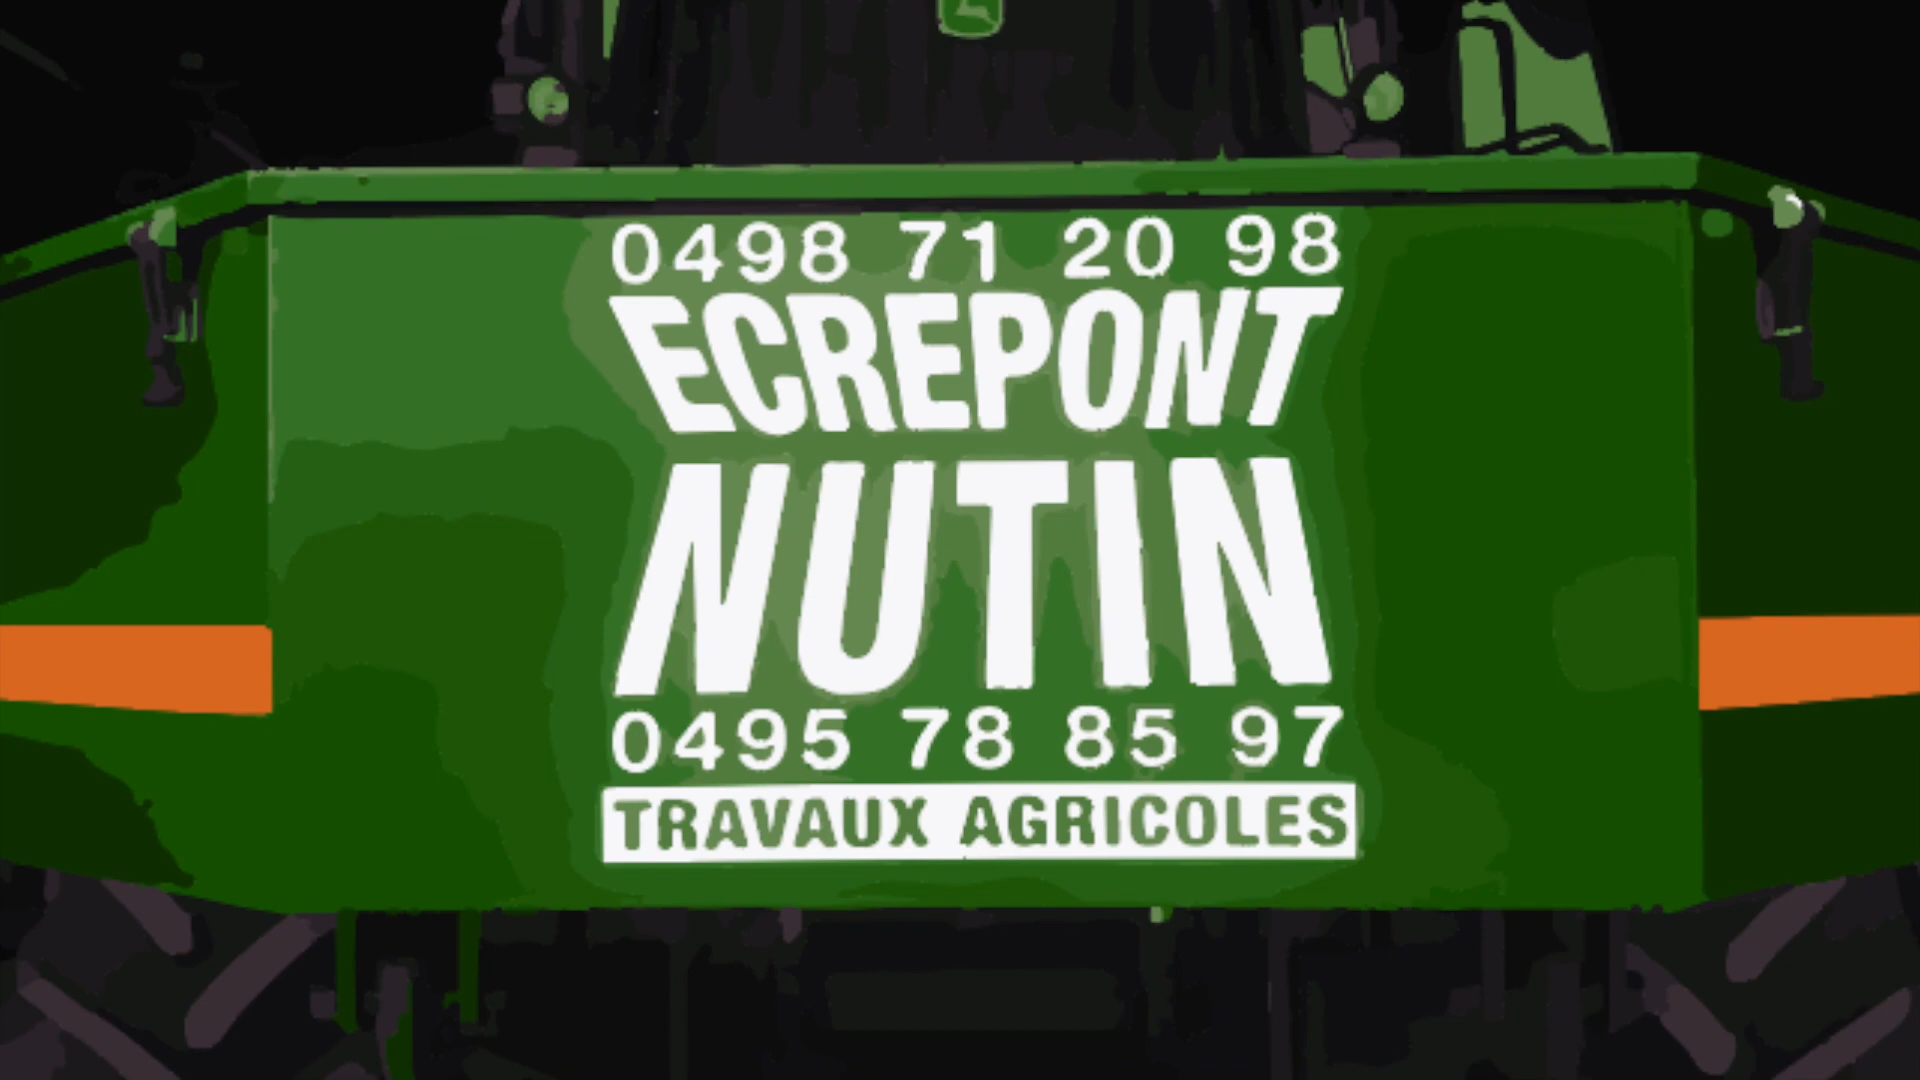 0498 71 20 98
ECREPONT
NUTIN
0495 78 85 97
TRAVAUX AGRICOLES